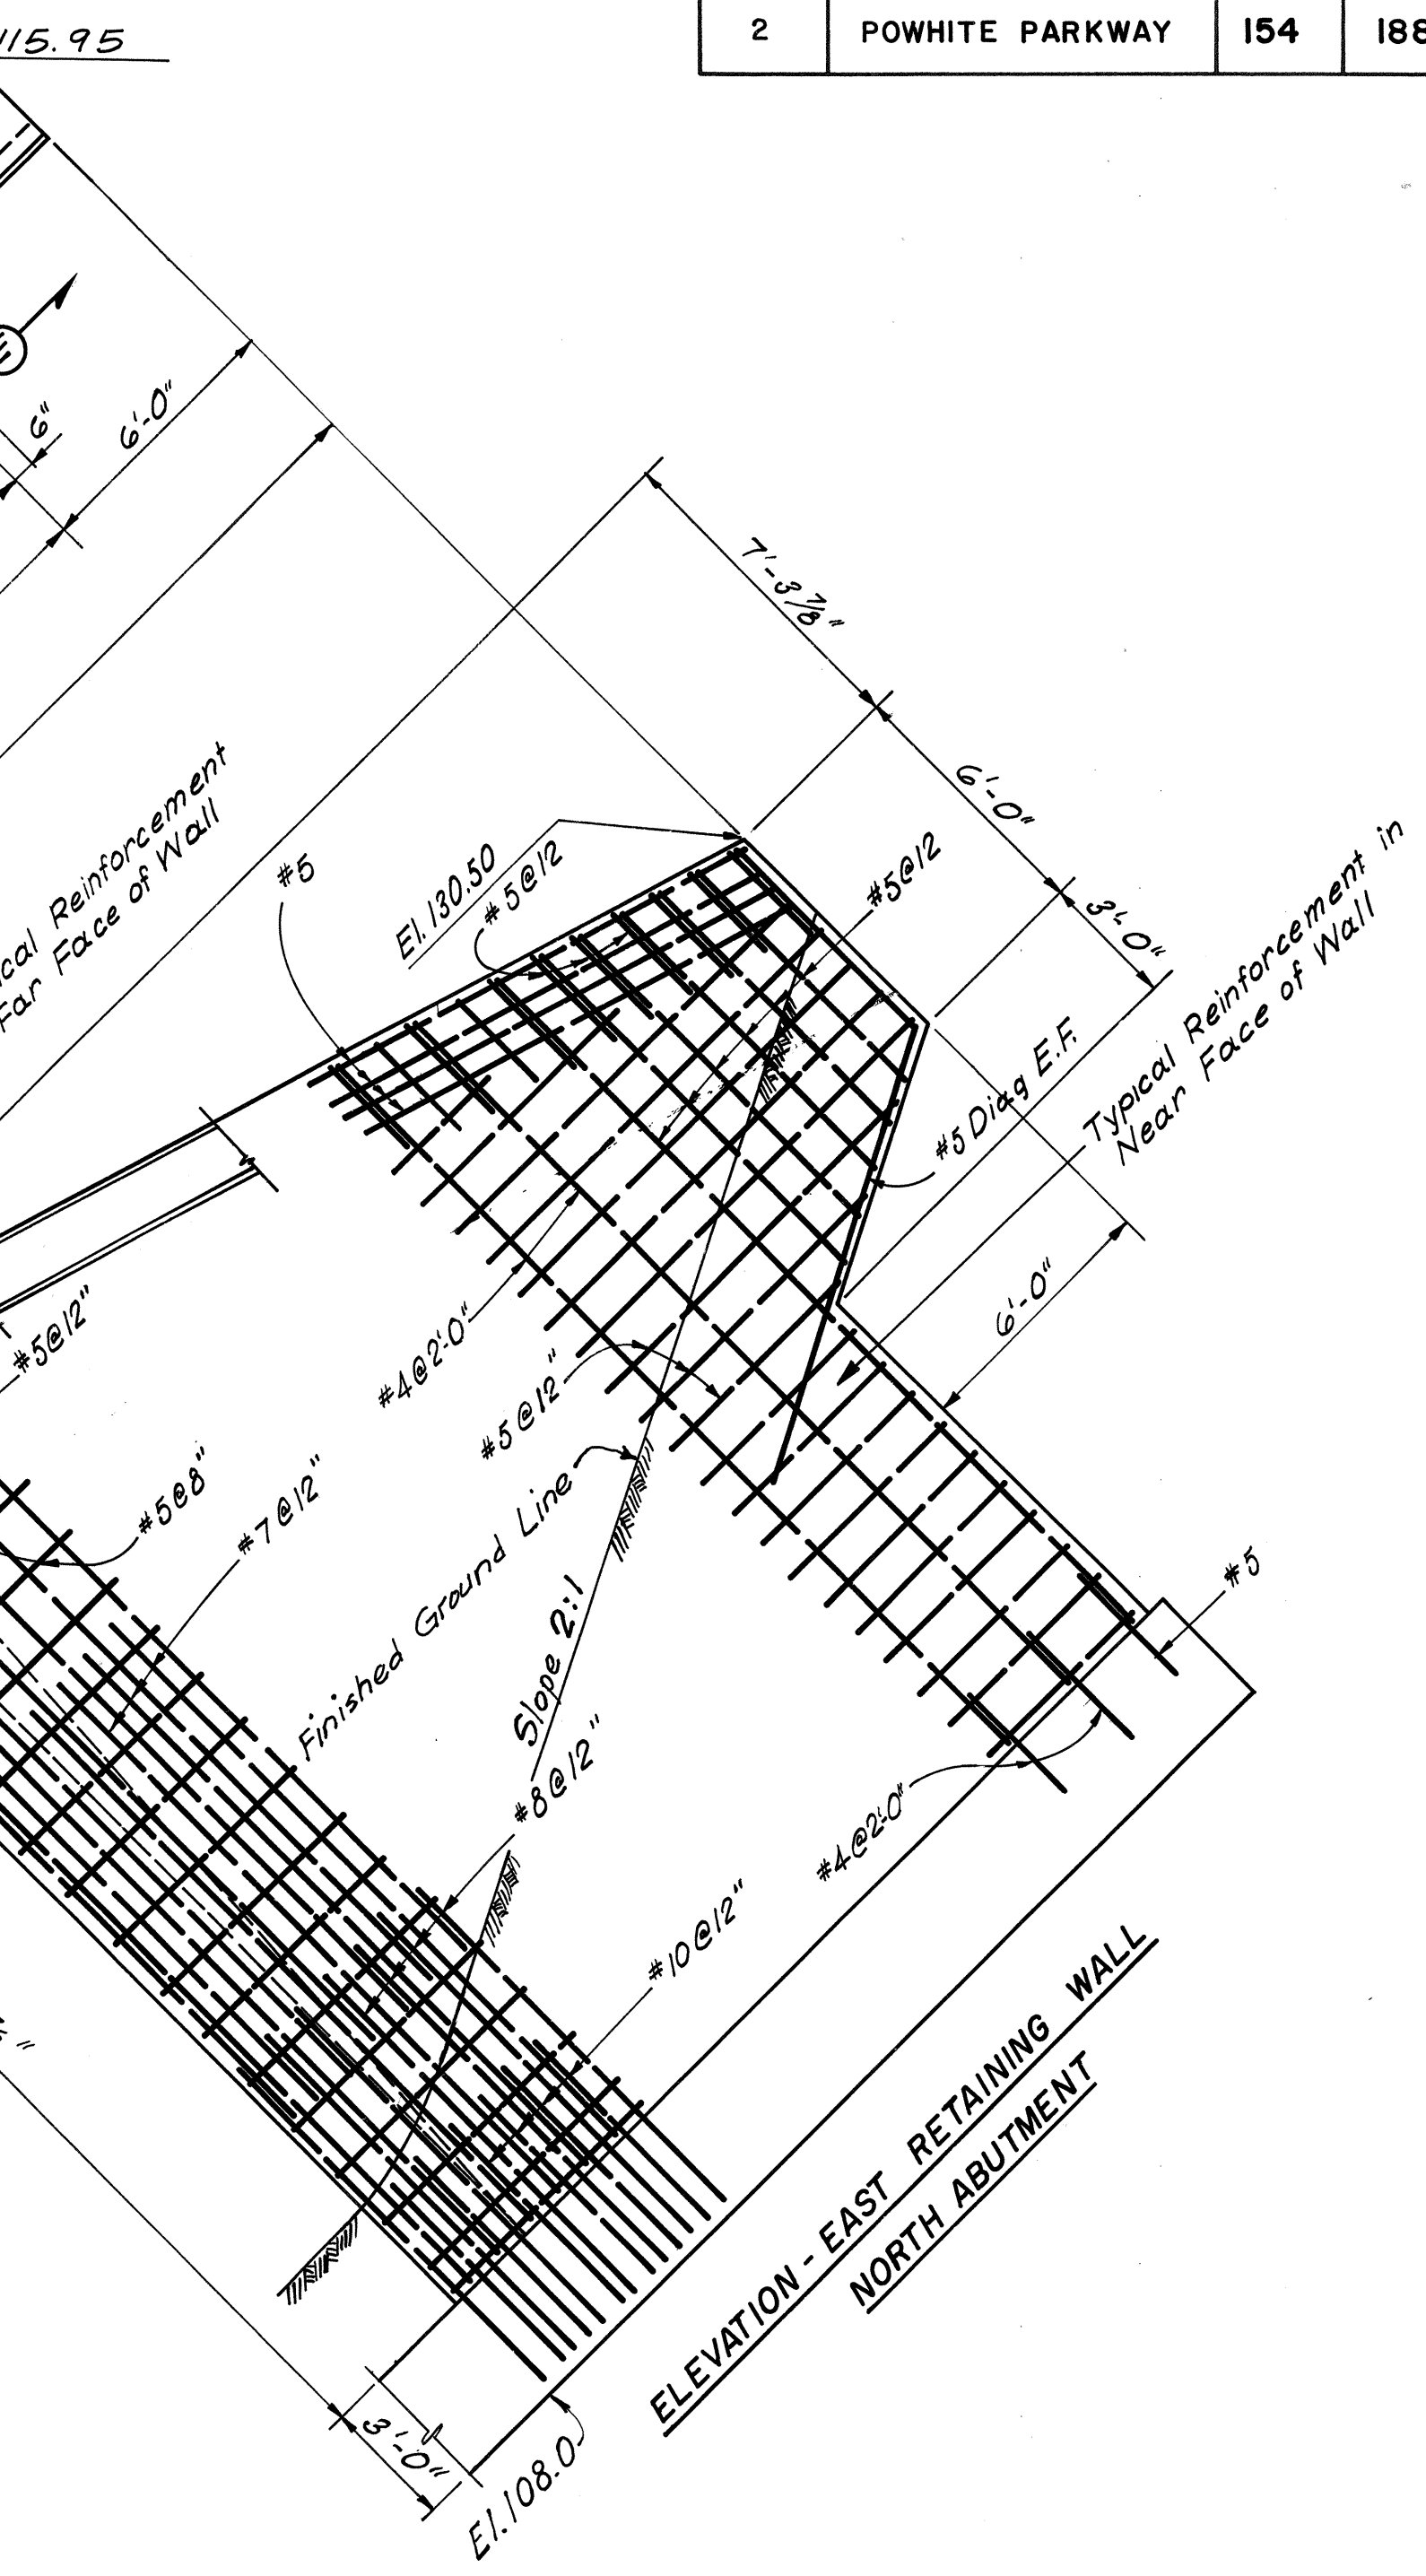 115.95
2 POWHITE PARKWAY 154 188
E
6"
6'-0"
7'-3 7/8"
6'-0"
3'-0"
Reinforcement
Far Face of Wall
#5
El. 130.50
#5@12
#5@12
Typical Reinforcement in
Near Face of Wall
#5 Diag E.F.
6'-0"
#5@12"
#4@2'-0"
#5@12"
#5@8"
#7@12"
Finished Ground Line
Slope 2:1
#5
#8@12"
#4@2'-0"
#10@12"
3'-0"
El. 108.0
ELEVATION - EAST RETAINING WALL
NORTH ABUTMENT